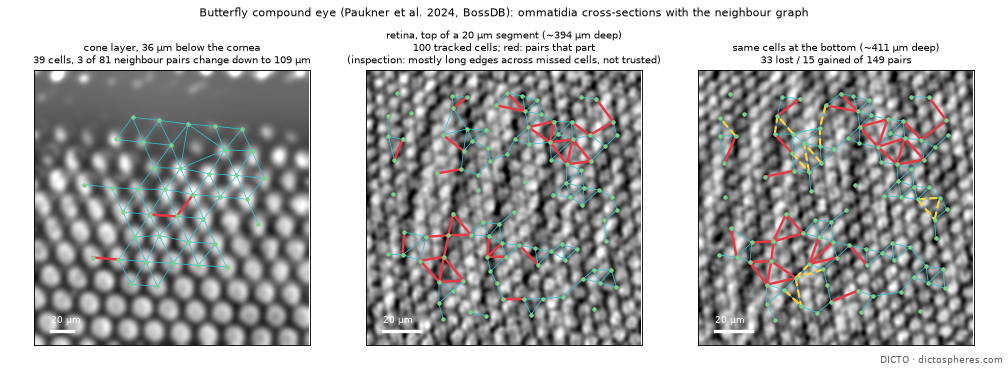 Butterfly compound eye (Paukner et al. 2024, BossDB): ommatidia cross-sections with the neighbour graph
cone layer, 36 µm below the cornea
39 cells, 3 of 81 neighbour pairs change down to 109 µm
retina, top of a 20 µm segment (~394 µm deep)
100 tracked cells; red: pairs that part
(inspection: mostly long edges across missed cells, not trusted)
same cells at the bottom (~411 µm deep)
33 lost / 15 gained of 149 pairs
20 µm
20 µm
20 µm
DICTO · dictospheres.com